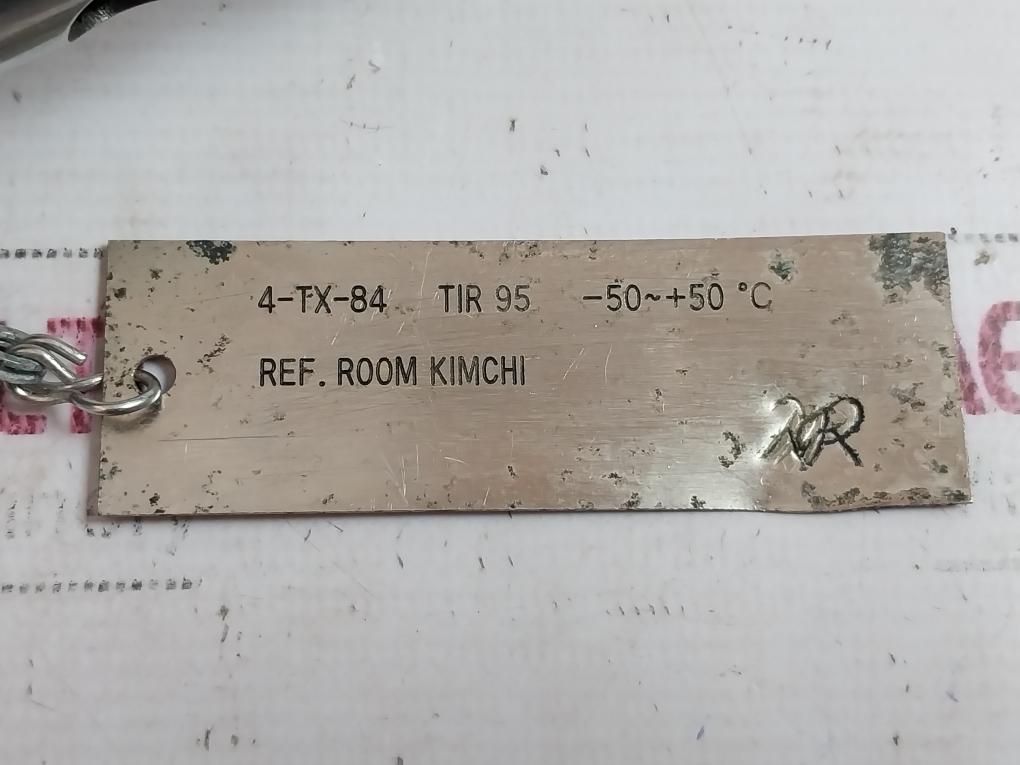 4-TX-84 TIR 95 -50~+50 °C
REF. ROOM KIMCHI